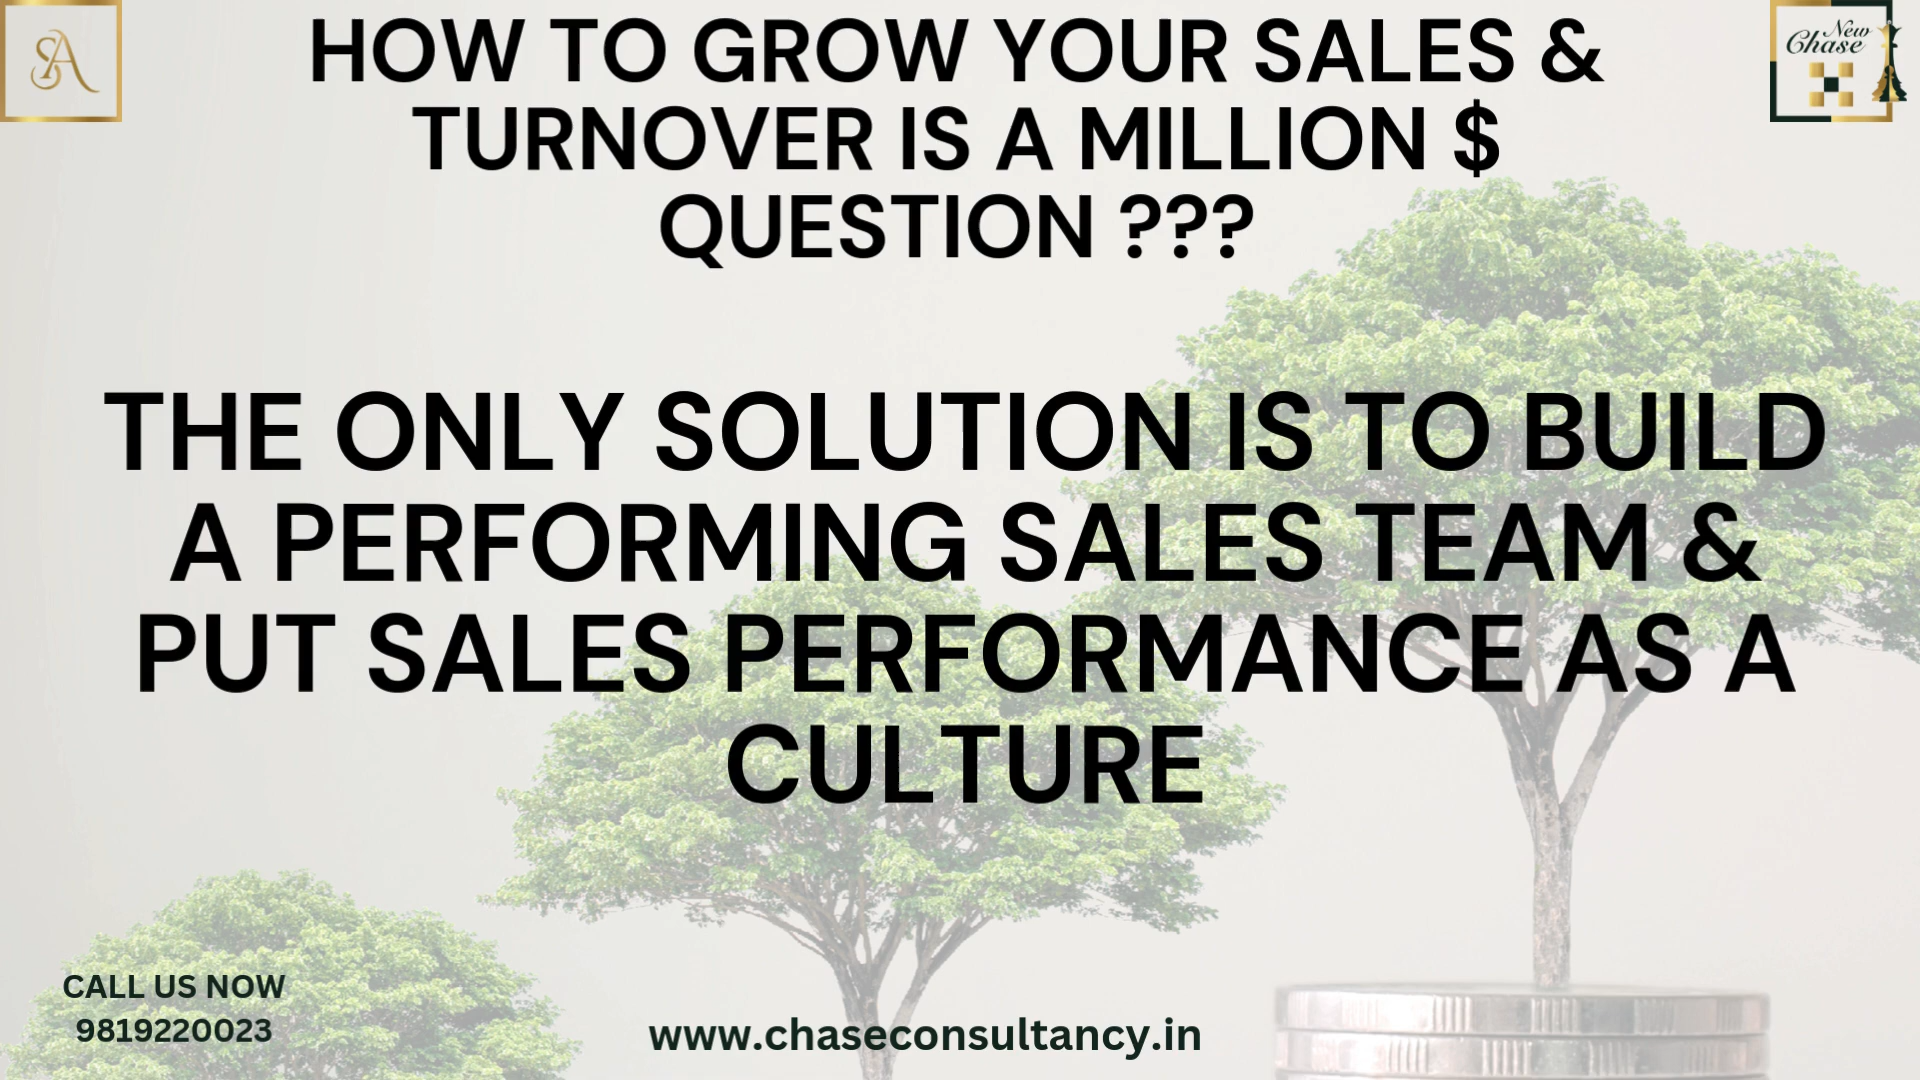 SA
New
Chase
HOW TO GROW YOUR SALES &
TURNOVER IS A MILLION $
QUESTION ???
THE ONLY SOLUTION IS TO BUILD
A PERFORMING SALES TEAM &
PUT SALES PERFORMANCE AS A
CULTURE
CALL US NOW
9819220023
www.chaseconsultancy.in